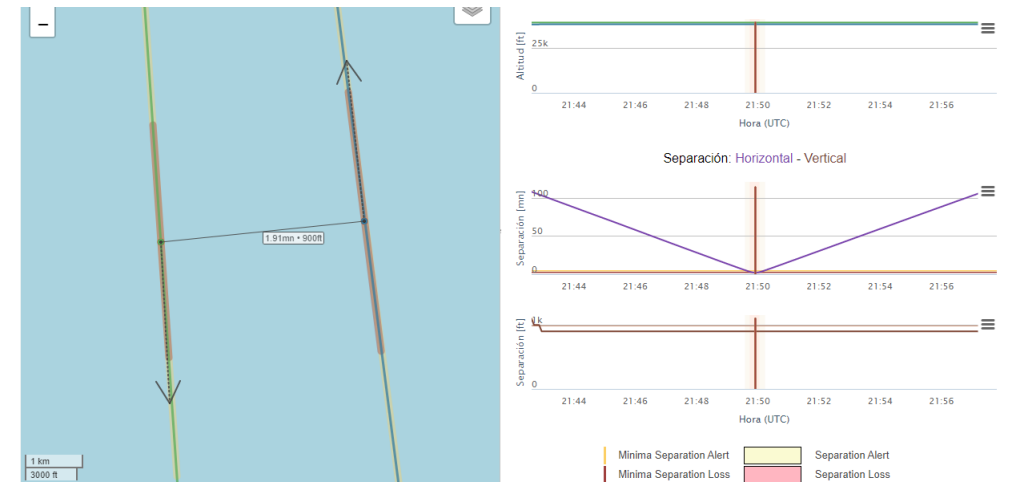 −
1.91mn • 900ft
1 km
3000 ft
Altitud [ft]
25k
0
21:44 21:46 21:48 21:50 21:52 21:54 21:56
Hora (UTC)
Separación: Horizontal - Vertical
Separación [mn]
100
50
0
21:44 21:46 21:48 21:50 21:52 21:54 21:56
Separación [ft]
1k
0
21:44 21:46 21:48 21:50 21:52 21:54 21:56
Hora (UTC)
Minima Separation Alert Separation Alert
Minima Separation Loss Separation Loss